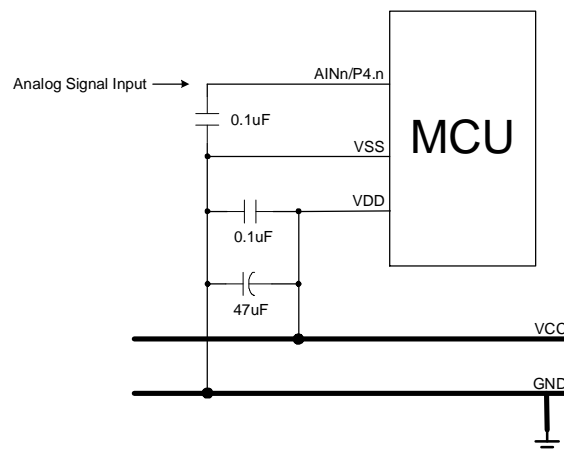 AINn/P4.n
Analog Signal Input
0.1uF
MCU
VSS
VDD
0.1uF
47uF
VCC
GND